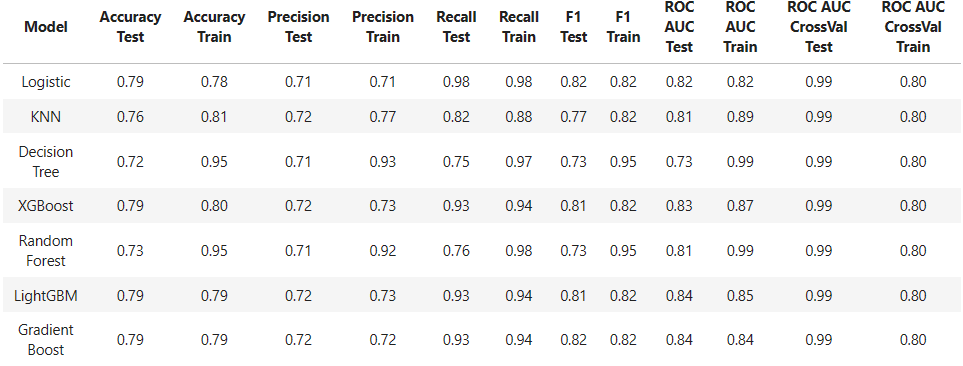 Model Accuracy Test Accuracy Train Precision Test Precision Train Recall Test Recall Train F1 Test F1 Train ROC AUC Test ROC AUC Train ROC AUC CrossVal Test ROC AUC CrossVal Train
Logistic 0.79 0.78 0.71 0.71 0.98 0.98 0.82 0.82 0.82 0.82 0.99 0.80
KNN 0.76 0.81 0.72 0.77 0.82 0.88 0.77 0.82 0.81 0.89 0.99 0.80
Decision Tree 0.72 0.95 0.71 0.93 0.75 0.97 0.73 0.95 0.73 0.99 0.99 0.80
XGBoost 0.79 0.80 0.72 0.73 0.93 0.94 0.81 0.82 0.83 0.87 0.99 0.80
Random Forest 0.73 0.95 0.71 0.92 0.76 0.98 0.73 0.95 0.81 0.99 0.99 0.80
LightGBM 0.79 0.79 0.72 0.73 0.93 0.94 0.81 0.82 0.84 0.85 0.99 0.80
Gradient Boost 0.79 0.79 0.72 0.72 0.93 0.94 0.82 0.82 0.84 0.84 0.99 0.80